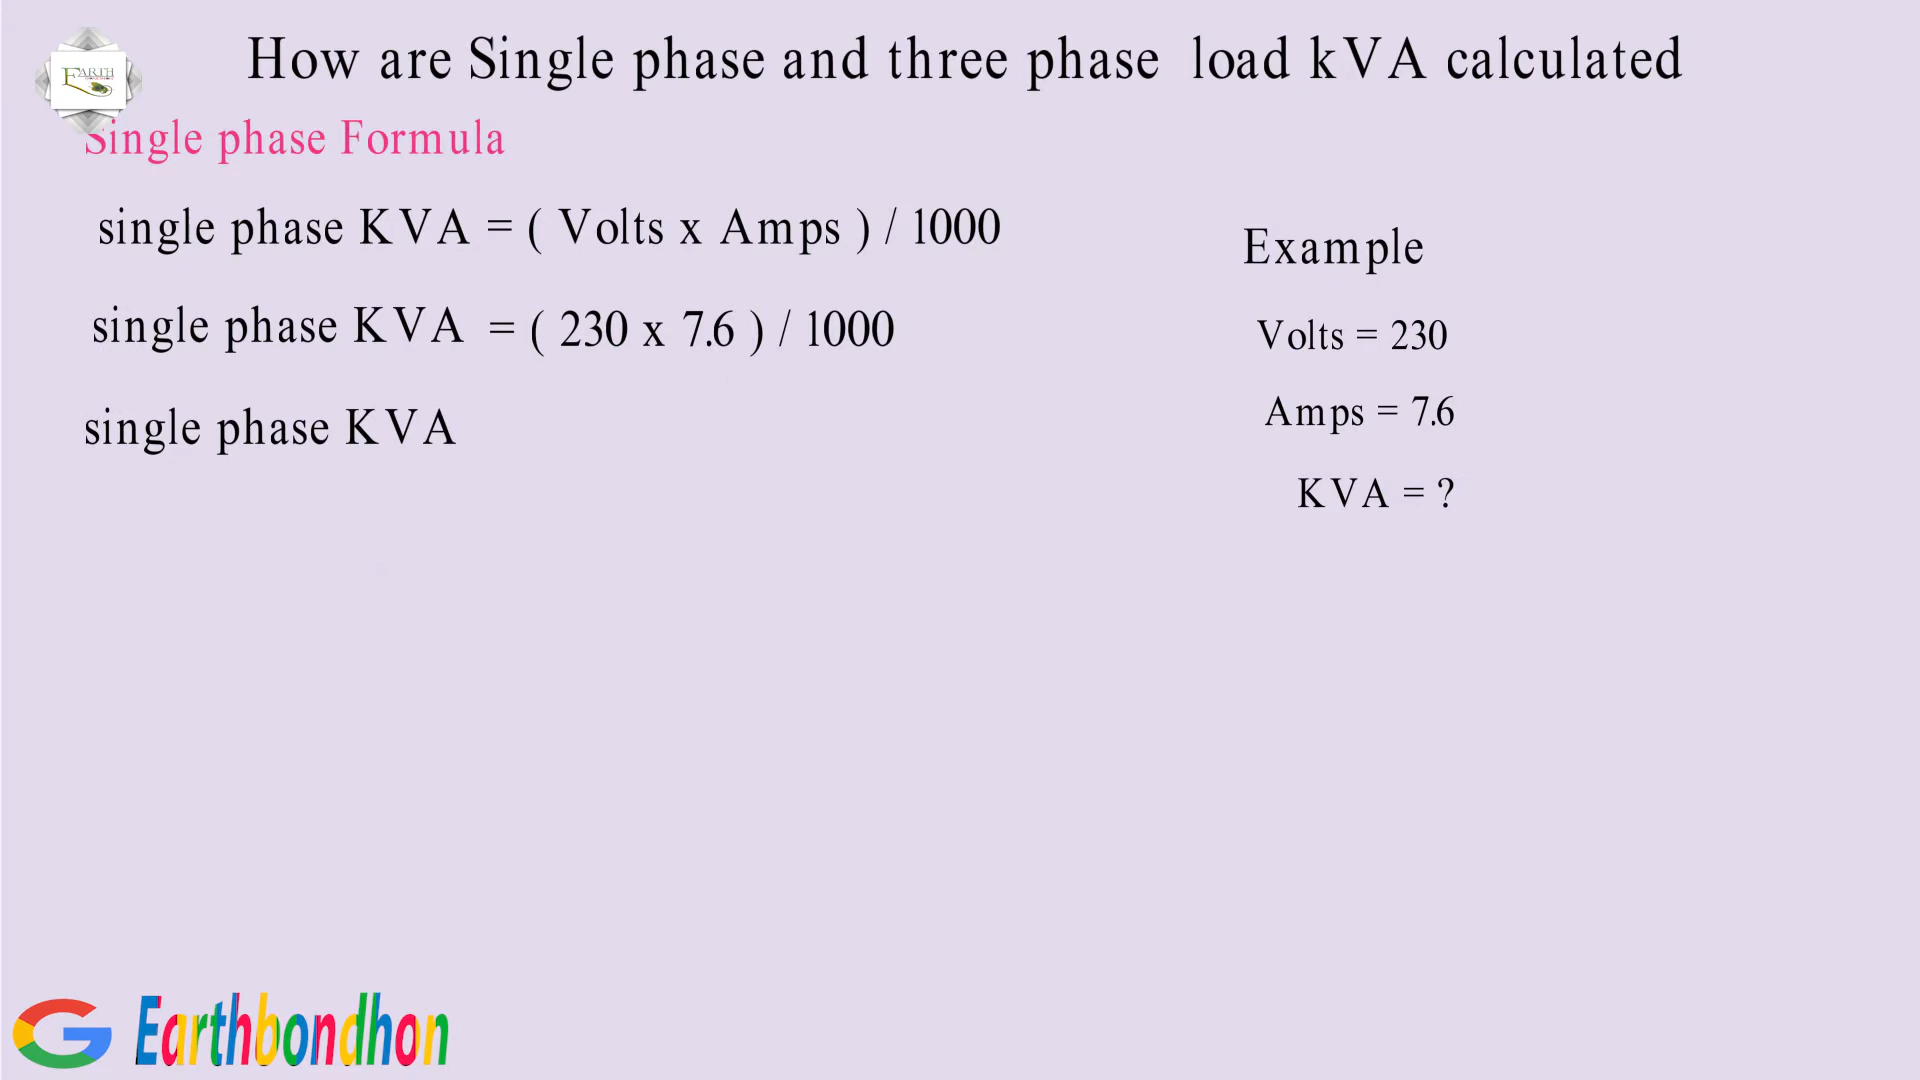 How are Single phase and three phase load kVA calculated
EARTH
Single phase Formula
single phase KVA = ( Volts x Amps ) / 1000
Example
single phase KVA = ( 230 x 7.6 ) / 1000
Volts = 230
Amps = 7.6
single phase KVA
KVA = ?
Earthbondhon